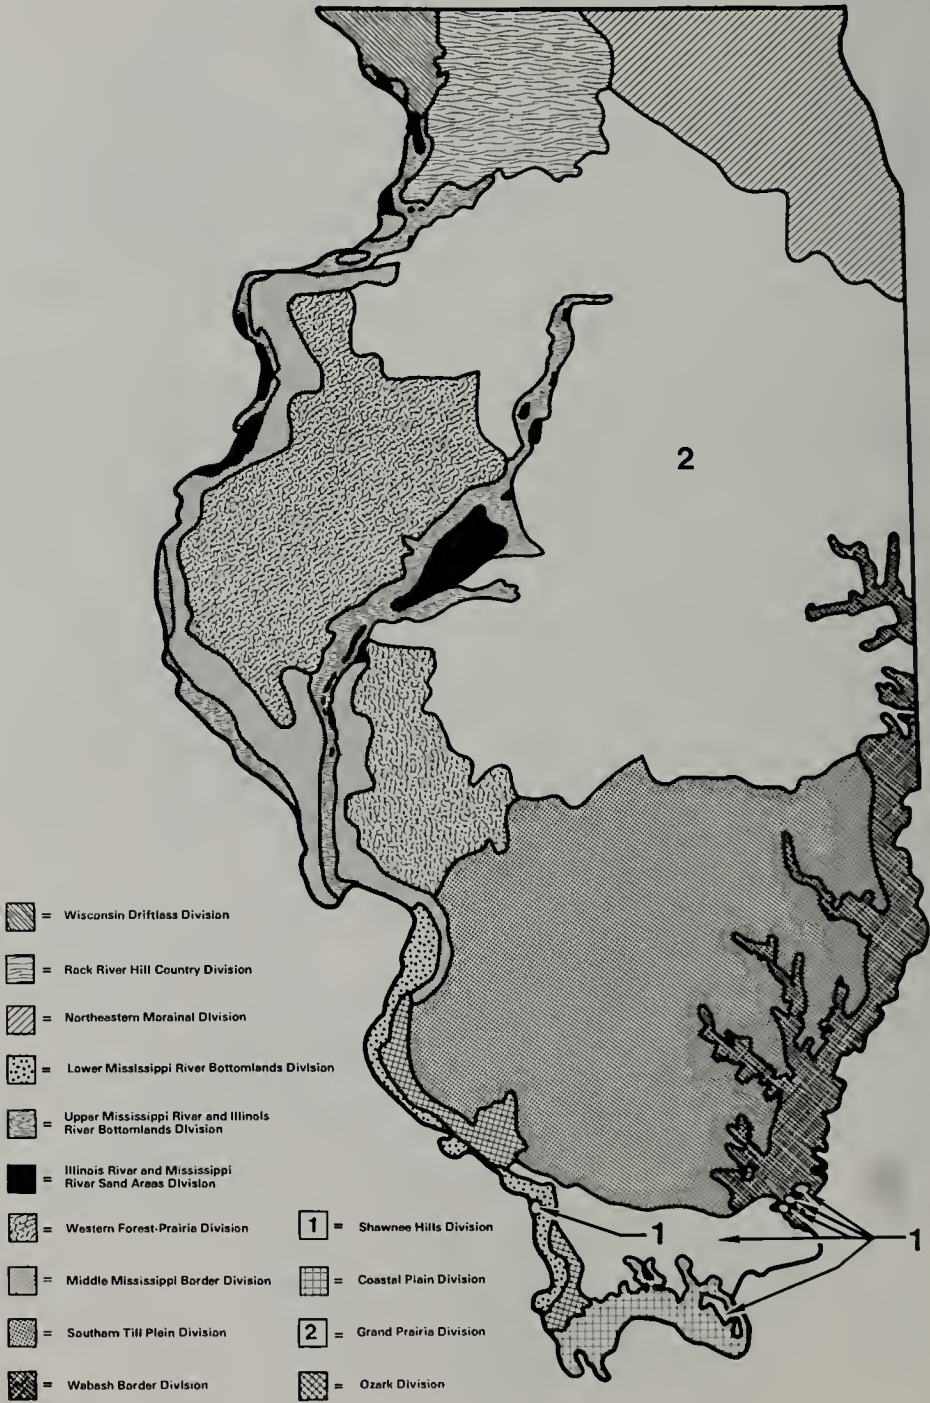 2
1
1
= Wisconsin Driftless Division
= Rock River Hill Country Division
= Northeastern Morainal Division
= Lower Mississippi River Bottomlands Division
= Upper Mississippi River and Illinois
River Bottomlands Division
= Illinois River and Mississippi
River Sand Areas Division
= Western Forest-Prairie Division
= Middle Mississippi Border Division
= Southern Till Plain Division
= Wabash Border Division
1 = Shawnee Hills Division
= Coastal Plain Division
2 = Grand Prairie Division
= Ozark Division